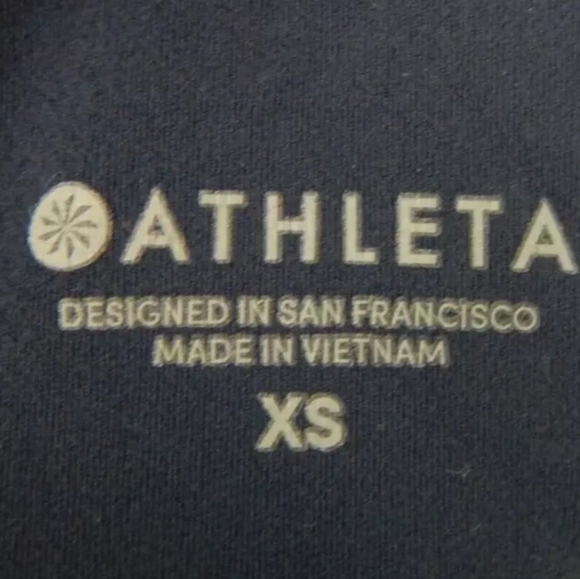 ATHLETA
DESIGNED IN SAN FRANCISCO
MADE IN VIETNAM
XS